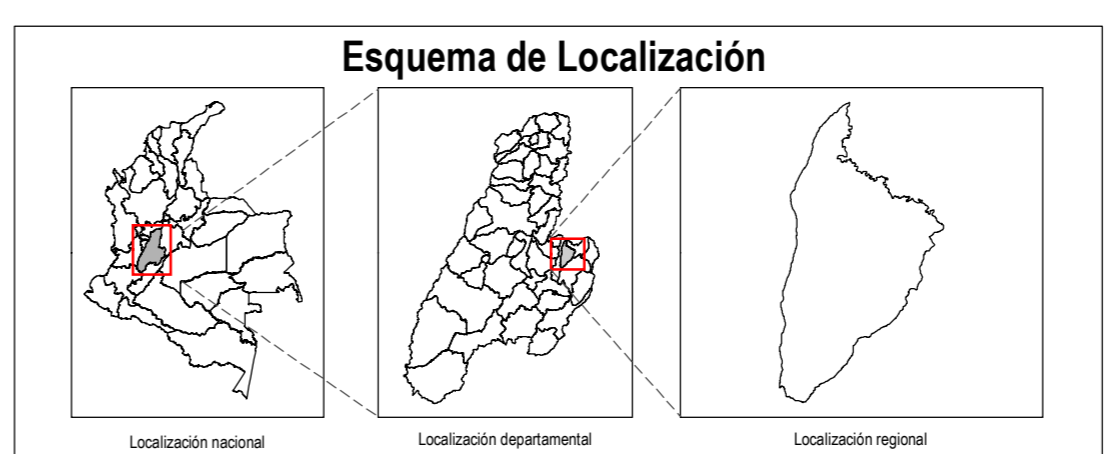 Esquema de Localización
Localización nacional
Localización departamental
Localización regional